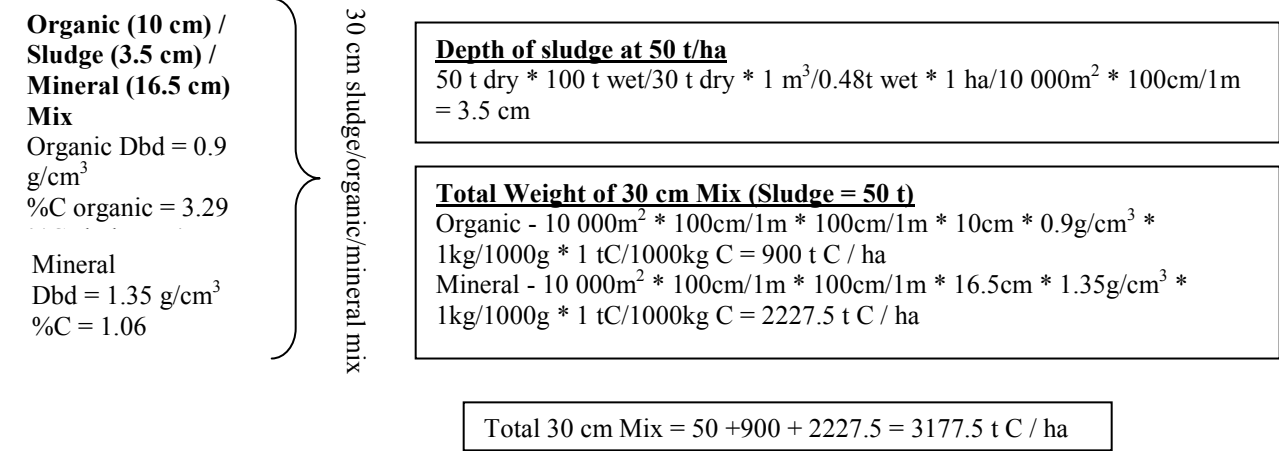 Organic (10 cm) /
Sludge (3.5 cm) /
Mineral (16.5 cm)
Mix
Organic Dbd = 0.9
g/cm³
%C organic = 3.29
Mineral
Dbd = 1.35 g/cm³
%C = 1.06
30 cm sludge/organic/mineral mix
Depth of sludge at 50 t/ha
50 t dry * 100 t wet/30 t dry * 1 m³/0.48t wet * 1 ha/10 000m² * 100cm/1m
= 3.5 cm
Total Weight of 30 cm Mix (Sludge = 50 t)
Organic - 10 000m² * 100cm/1m * 100cm/1m * 10cm * 0.9g/cm³ *
1kg/1000g * 1 tC/1000kg C = 900 t C / ha
Mineral - 10 000m² * 100cm/1m * 100cm/1m * 16.5cm * 1.35g/cm³ *
1kg/1000g * 1 tC/1000kg C = 2227.5 t C / ha
Total 30 cm Mix = 50 +900 + 2227.5 = 3177.5 t C / ha